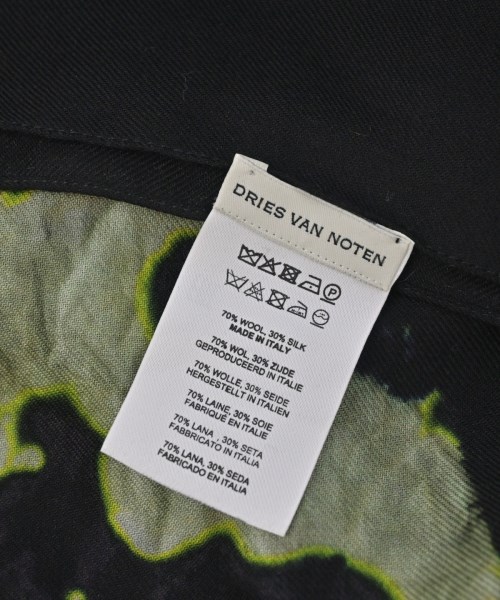 DRIES VAN NOTEN
P
70% WOOL, 30% SILK
MADE IN ITALY
70% WOL, 30% ZIJDE
GEPRODUCEERD IN ITALIE
70% WOLLE, 30% SEIDE
HERGESTELLT IN ITALIEN
70% LAINE, 30% SOIE
FABRIQUÉ EN ITALIE
70% LANA , 30% SETA
FABBRICATO IN ITALIA
70% LANA, 30% SEDA
FABRICADO EN ITALIA